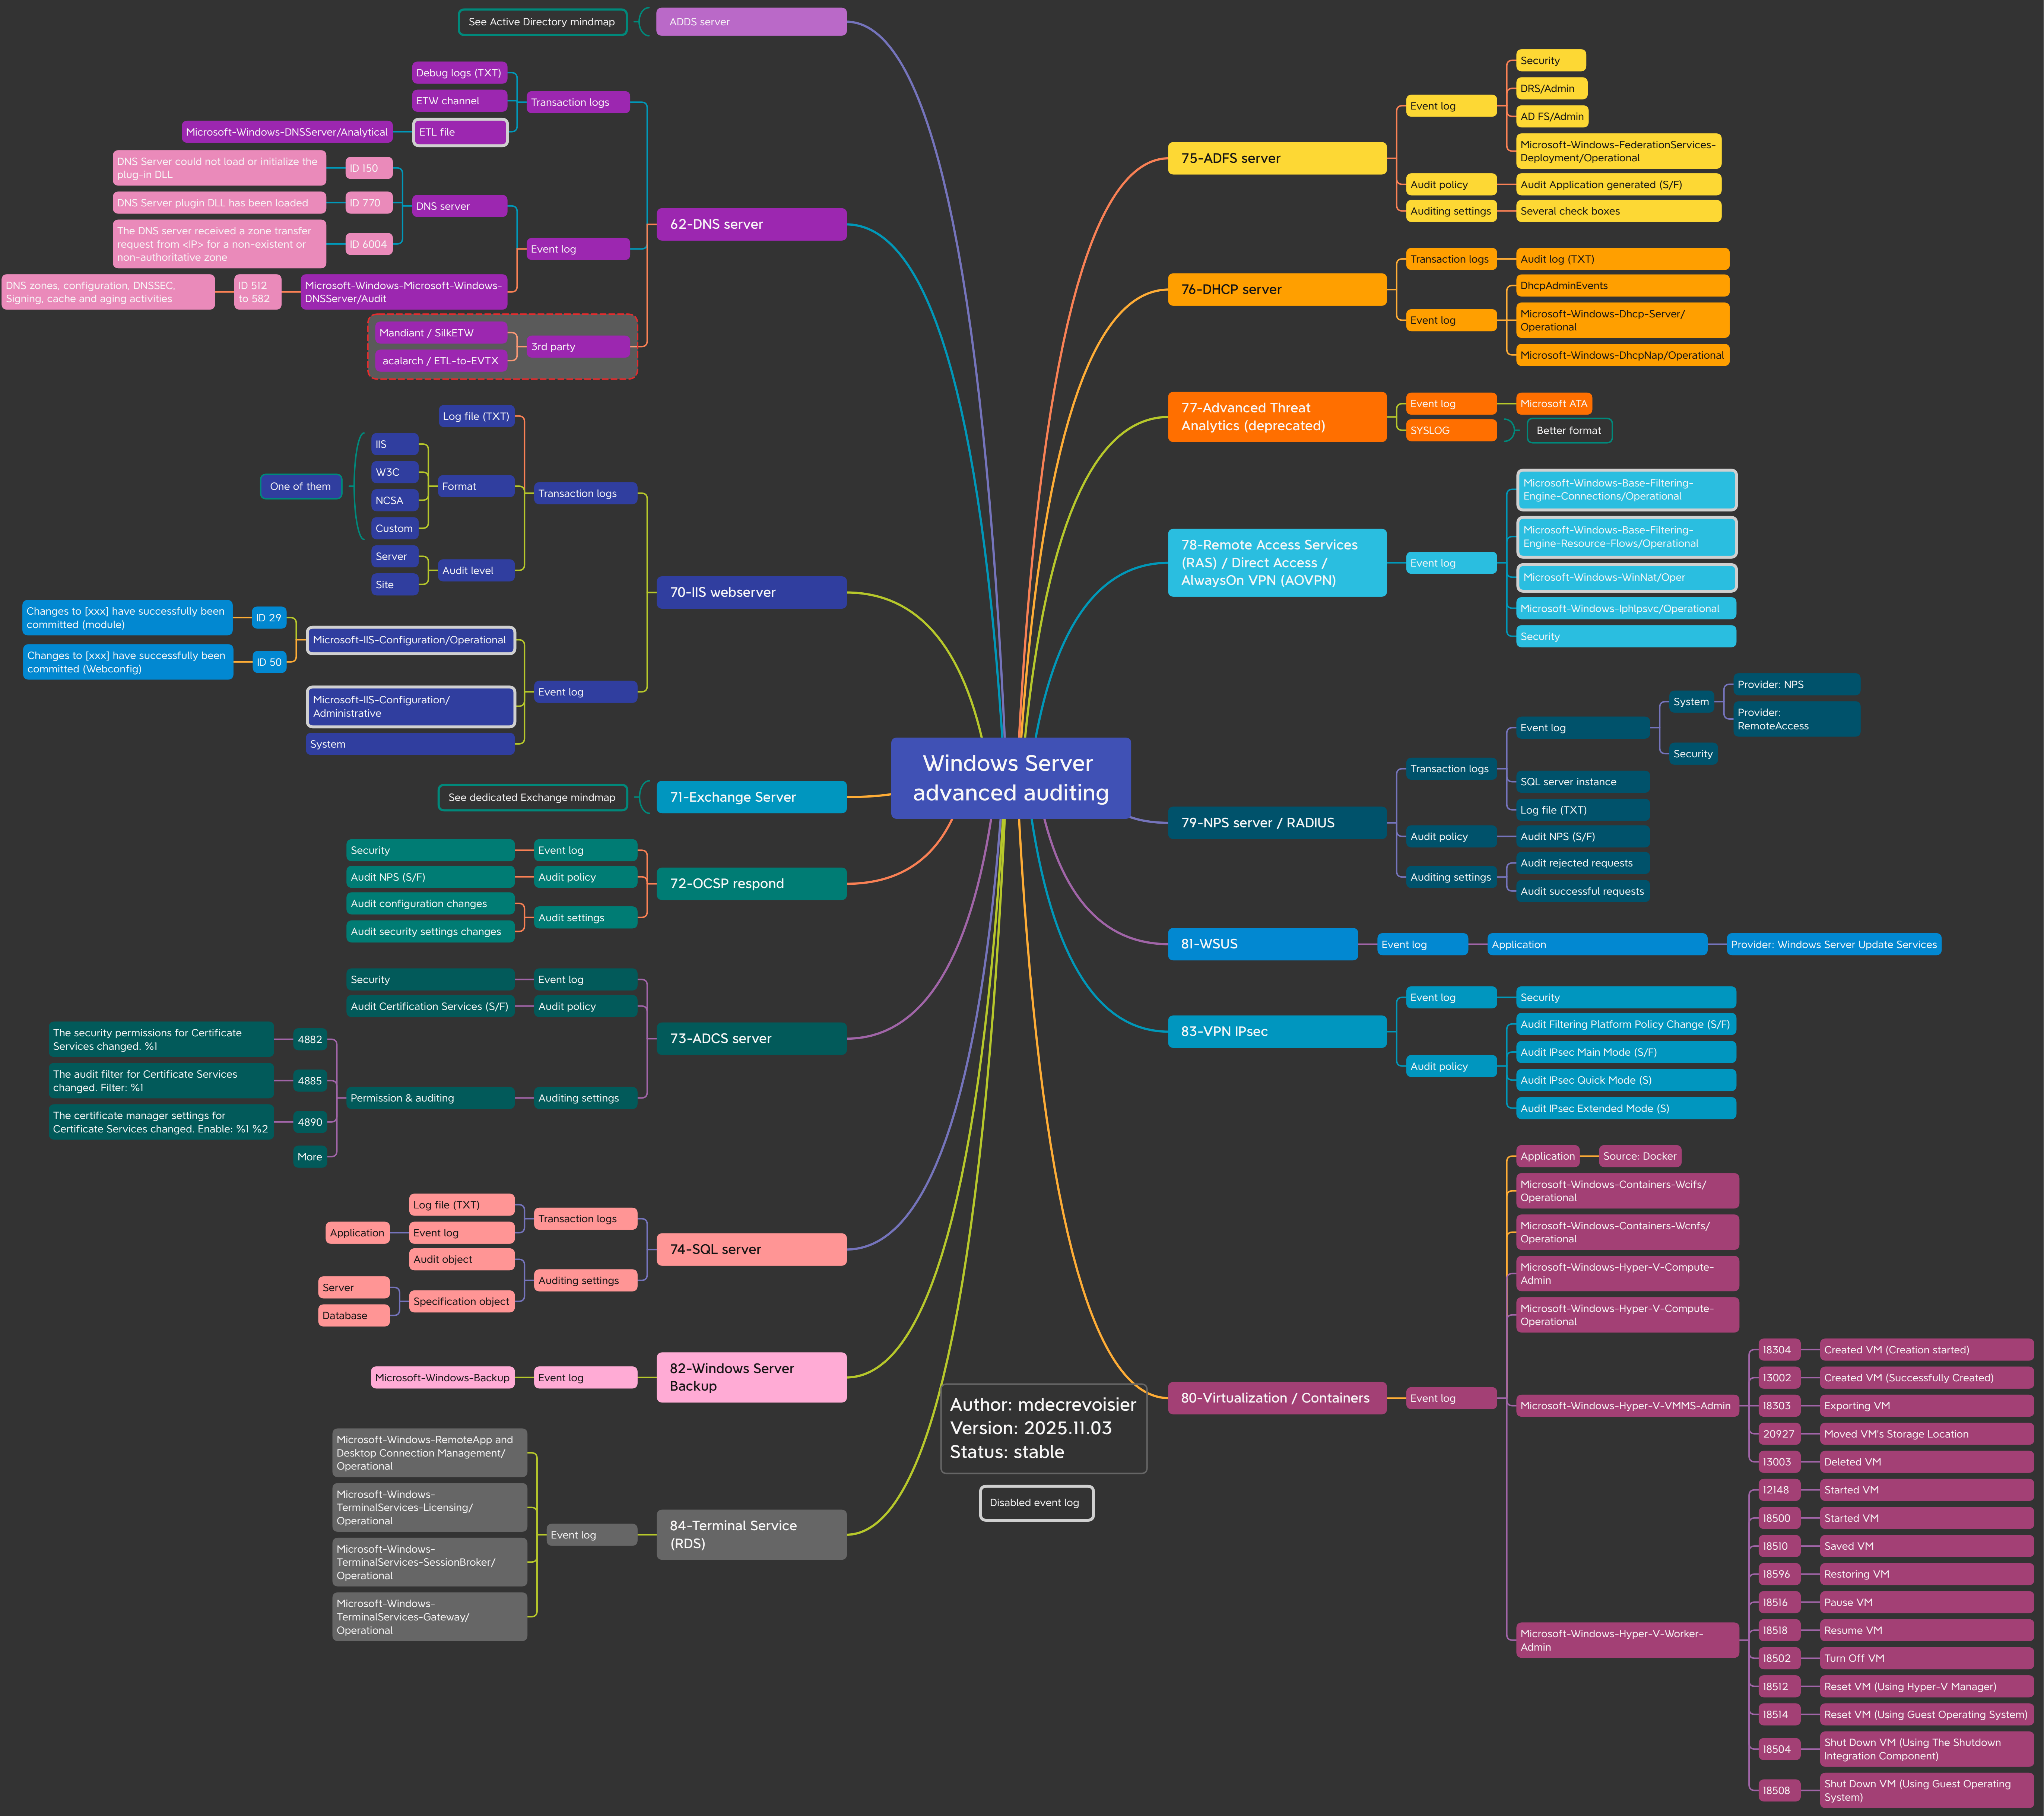 Windows Server
advanced auditing
ADDS server
See Active Directory mindmap
62-DNS server
Transaction logs
Debug logs (TXT)
ETW channel
ETL file
Microsoft-Windows-DNSServer/Analytical
Event log
DNS server
ID 150
DNS Server could not load or initialize the
plug-in DLL
ID 770
DNS Server plugin DLL has been loaded
ID 6004
The DNS server received a zone transfer
request from <IP> for a non-existent or
non-authoritative zone
Microsoft-Windows-Microsoft-Windows-
DNSServer/Audit
ID 512
to 582
DNS zones, configuration, DNSSEC,
Signing, cache and aging activities
3rd party
Mandiant / SilkETW
acalarch / ETL-to-EVTX
70-IIS webserver
Transaction logs
Log file (TXT)
Format
IIS
W3C
NCSA
Custom
One of them
Audit level
Server
Site
Event log
Microsoft-IIS-Configuration/Operational
ID 29
Changes to [xxx] have successfully been
committed (module)
ID 50
Changes to [xxx] have successfully been
committed (Webconfig)
Microsoft-IIS-Configuration/
Administrative
System
71-Exchange Server
See dedicated Exchange mindmap
72-OCSP respond
Event log
Security
Audit policy
Audit NPS (S/F)
Audit settings
Audit configuration changes
Audit security settings changes
73-ADCS server
Event log
Security
Audit policy
Audit Certification Services (S/F)
Auditing settings
Permission & auditing
4882
The security permissions for Certificate
Services changed. %1
4885
The audit filter for Certificate Services
changed. Filter: %1
4890
The certificate manager settings for
Certificate Services changed. Enable: %1 %2
More
74-SQL server
Transaction logs
Log file (TXT)
Event log
Application
Auditing settings
Audit object
Specification object
Server
Database
82-Windows Server
Backup
Event log
Microsoft-Windows-Backup
84-Terminal Service
(RDS)
Event log
Microsoft-Windows-RemoteApp and
Desktop Connection Management/
Operational
Microsoft-Windows-
TerminalServices-Licensing/
Operational
Microsoft-Windows-
TerminalServices-SessionBroker/
Operational
Microsoft-Windows-
TerminalServices-Gateway/
Operational
75-ADFS server
Event log
Security
DRS/Admin
AD FS/Admin
Microsoft-Windows-FederationServices-
Deployment/Operational
Audit policy
Audit Application generated (S/F)
Auditing settings
Several check boxes
76-DHCP server
Transaction logs
Audit log (TXT)
Event log
DhcpAdminEvents
Microsoft-Windows-Dhcp-Server/
Operational
Microsoft-Windows-DhcpNap/Operational
77-Advanced Threat
Analytics (deprecated)
Event log
Microsoft ATA
SYSLOG
Better format
78-Remote Access Services
(RAS) / Direct Access /
AlwaysOn VPN (AOVPN)
Event log
Microsoft-Windows-Base-Filtering-
Engine-Connections/Operational
Microsoft-Windows-Base-Filtering-
Engine-Resource-Flows/Operational
Microsoft-Windows-WinNat/Oper
Microsoft-Windows-Iphlpsvc/Operational
Security
79-NPS server / RADIUS
Transaction logs
Event log
System
Provider: NPS
Provider:
RemoteAccess
Security
SQL server instance
Log file (TXT)
Audit policy
Audit NPS (S/F)
Auditing settings
Audit rejected requests
Audit successful requests
81-WSUS
Event log
Application
Provider: Windows Server Update Services
83-VPN IPsec
Event log
Security
Audit policy
Audit Filtering Platform Policy Change (S/F)
Audit IPsec Main Mode (S/F)
Audit IPsec Quick Mode (S)
Audit IPsec Extended Mode (S)
80-Virtualization / Containers
Event log
Application
Source: Docker
Microsoft-Windows-Containers-Wcifs/
Operational
Microsoft-Windows-Containers-Wcnfs/
Operational
Microsoft-Windows-Hyper-V-Compute-
Admin
Microsoft-Windows-Hyper-V-Compute-
Operational
Microsoft-Windows-Hyper-V-VMMS-Admin
18304
Created VM (Creation started)
13002
Created VM (Successfully Created)
18303
Exporting VM
20927
Moved VM's Storage Location
13003
Deleted VM
Microsoft-Windows-Hyper-V-Worker-
Admin
12148
Started VM
18500
Started VM
18510
Saved VM
18596
Restoring VM
18516
Pause VM
18518
Resume VM
18502
Turn Off VM
18512
Reset VM (Using Hyper-V Manager)
18514
Reset VM (Using Guest Operating System)
18504
Shut Down VM (Using The Shutdown
Integration Component)
18508
Shut Down VM (Using Guest Operating
System)
Author: mdecrevoisier
Version: 2025.11.03
Status: stable
Disabled event log